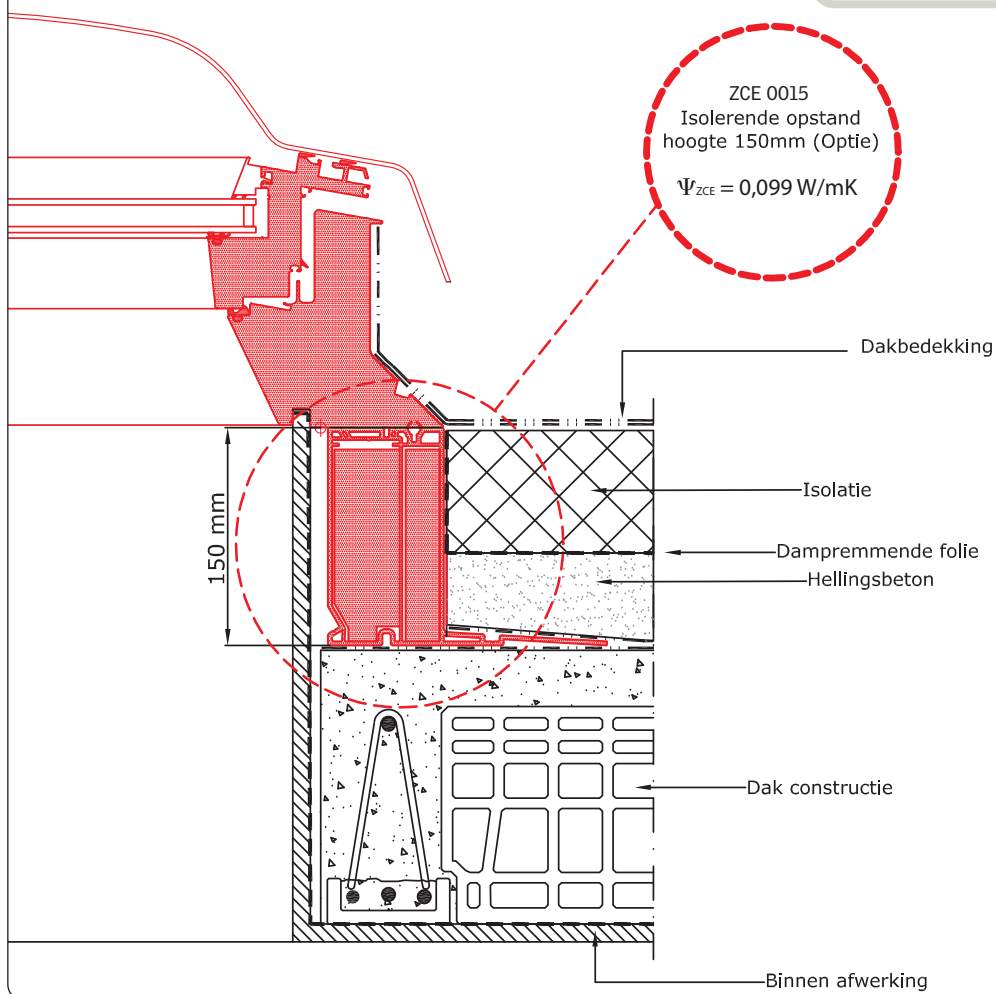 ZCE 0015
Isolerende opstand
hoogte 150mm (Optie)
ΨZCE = 0,099 W/mK
Dakbedekking
Isolatie
150 mm
Dampremmende folie
Hellingsbeton
Dak constructie
Binnen afwerking